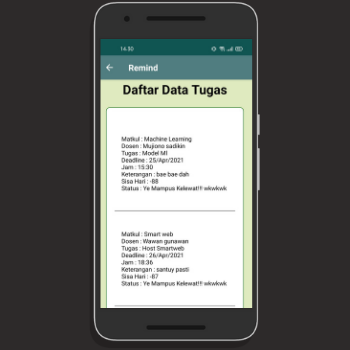 14.50
Remind
Daftar Data Tugas
Matkul : Machine Learning
Dosen : Mujiono sadikin
Tugas : Model Ml
Deadline : 25/Apr/2021
Jam : 15:30
Keterangan : bae bae dah
Sisa Hari : -88
Status : Ye Mampus Kelewat!!! wkwkwk
Matkul : Smart web
Dosen : Wawan gunawan
Tugas : Host Smartweb
Deadline : 26/Apr/2021
Jam : 18:36
Keterangan : santuy pasti
Sisa Hari : -87
Status : Ye Mampus Kelewat!!! wkwkwk